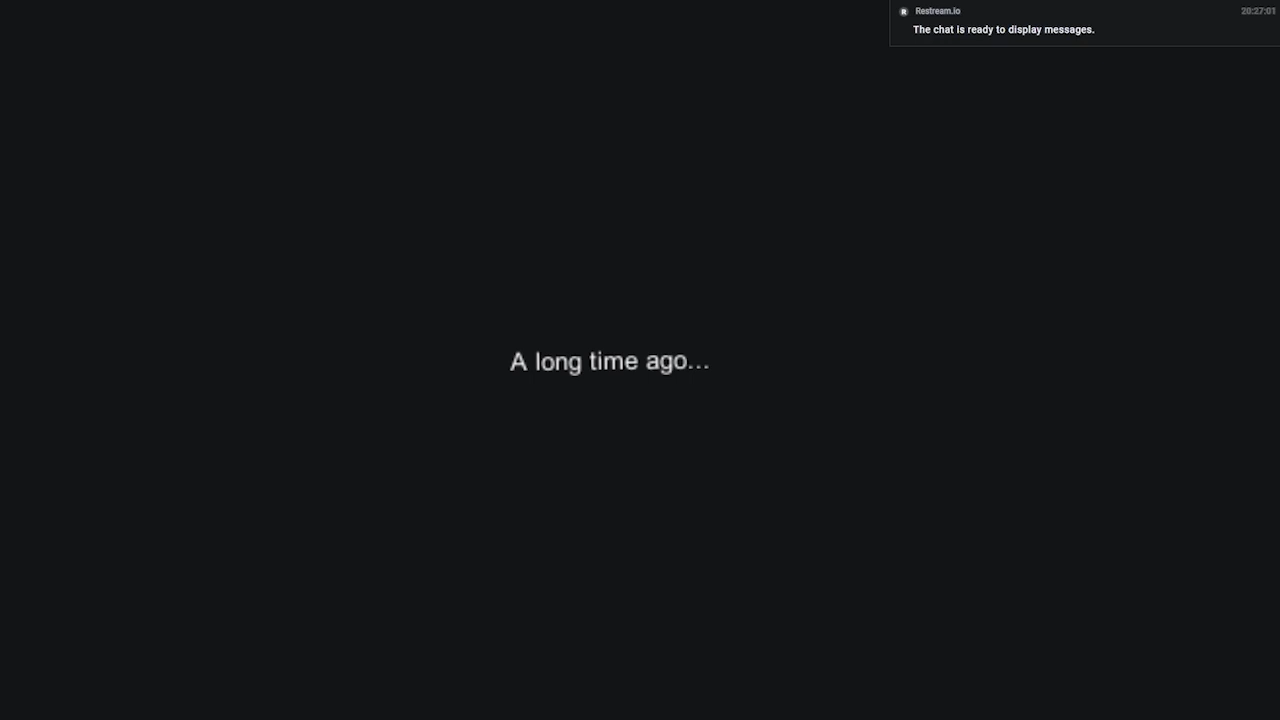 Restream.io 20:27:01
The chat is ready to display messages.
A long time ago...